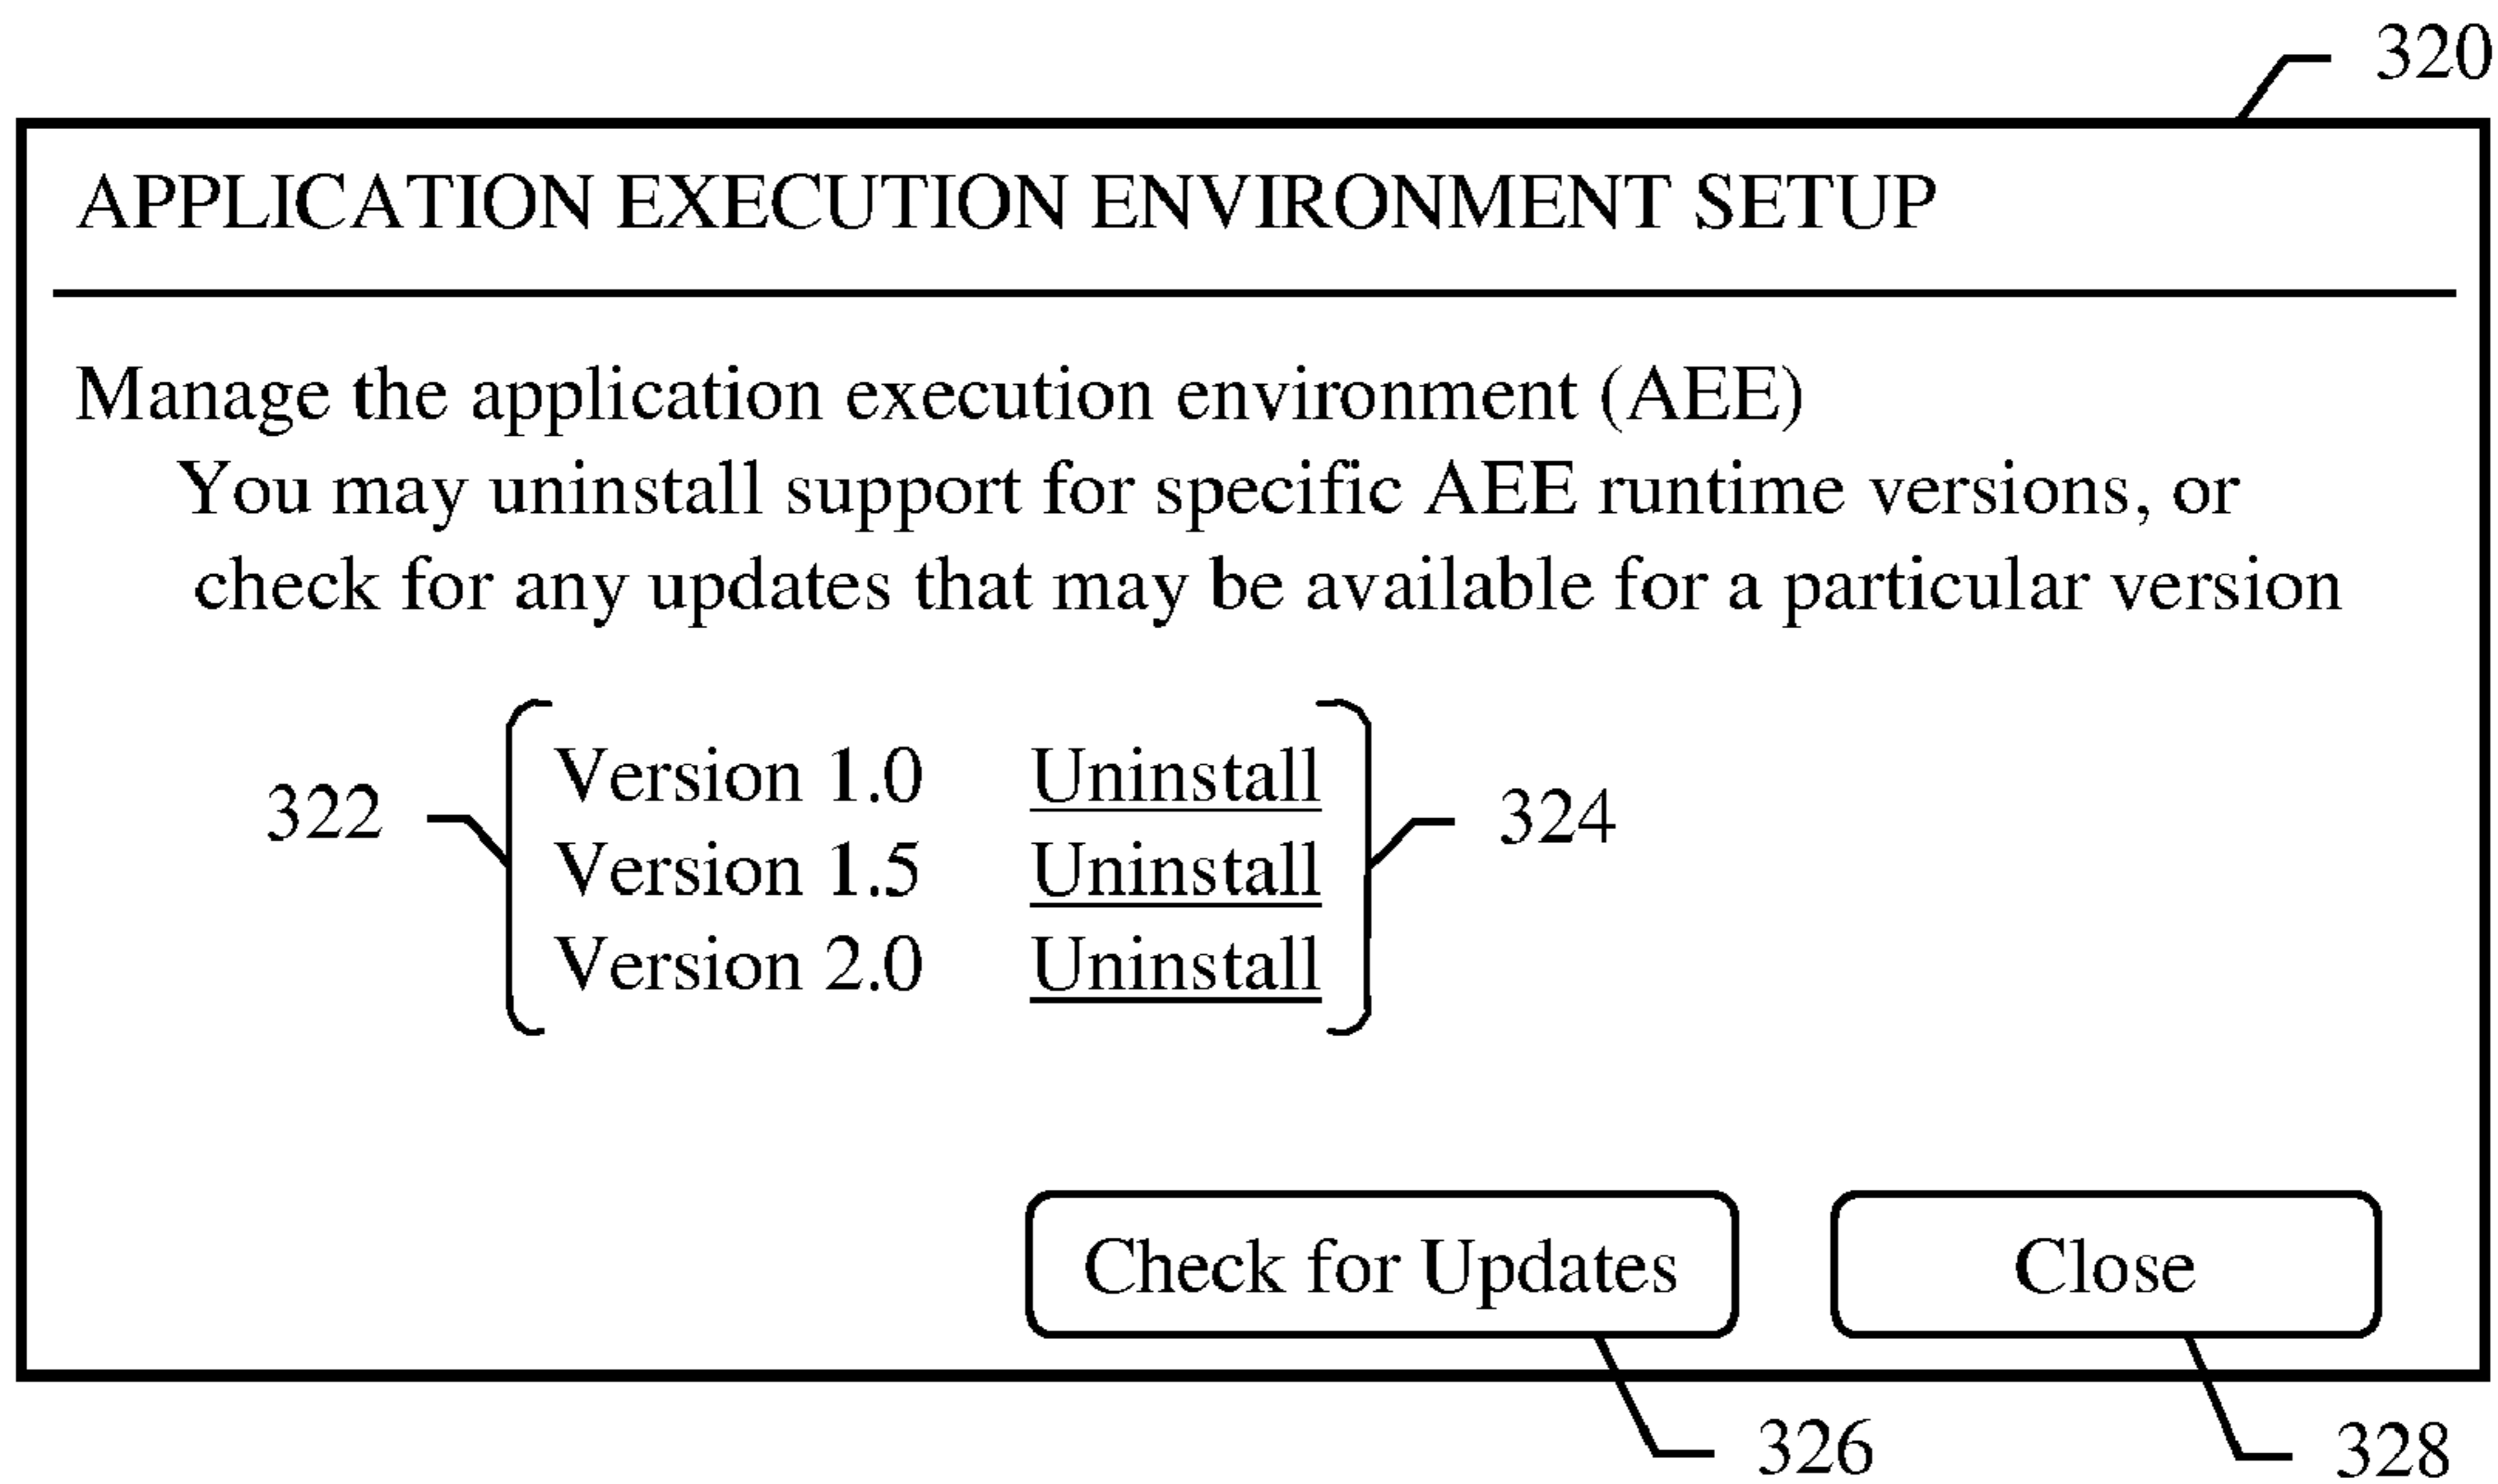 320
APPLICATION EXECUTION ENVIRONMENT SETUP
Manage the application execution environment (AEE)
You may uninstall support for specific AEE runtime versions, or
check for any updates that may be available for a particular version
Version 1.0 Uninstall
322 Version 1.5 Uninstall 324
Version 2.0 Uninstall
Check for Updates Close
326 328